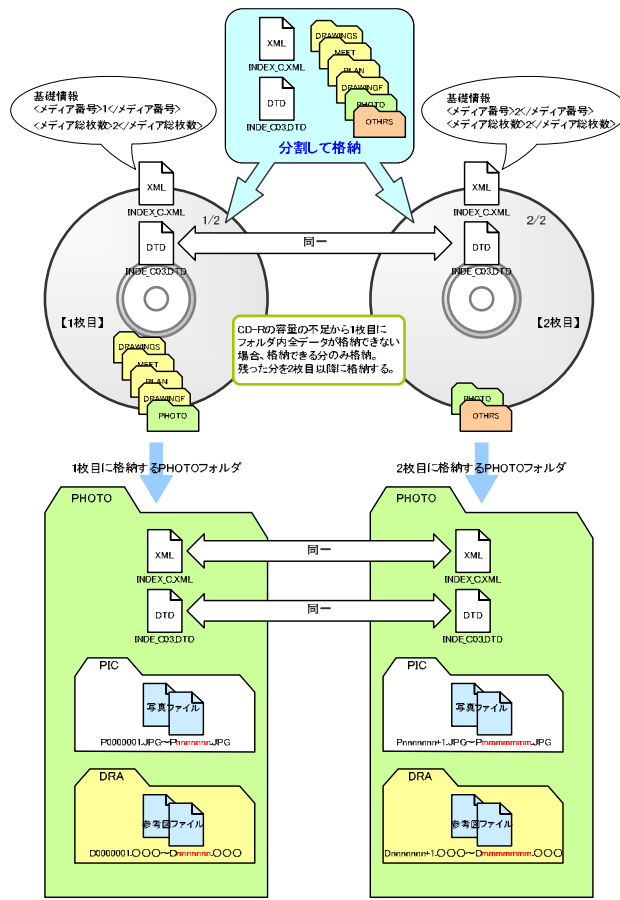 XML
INDEX_C.XML
DTD
INDE_C03.DTD
DRAWINGS
MEET
PLAN
DRAWINGF
PHOTO
OTHRS
分割して格納
基礎情報
<メディア番号>1</メディア番号>
<メディア総枚数>2</メディア総枚数>
基礎情報
<メディア番号>2</メディア番号>
<メディア総枚数>2</メディア総枚数>
XML
INDEX_C.XML
1/2
DTD
INDE_C03.DTD
【1枚目】
DRAWINGS
MEET
PLAN
DRAWINGF
PHOTO
同一
XML
INDEX_C.XML
2/2
DTD
INDE_C03.DTD
【2枚目】
PHOTO
OTHRS
CD-Rの容量の不足から1枚目に
フォルダ内全データが格納できない
場合、格納できる分のみ格納。
残った分を2枚目以降に格納する。
1枚目に格納するPHOTOフォルダ
2枚目に格納するPHOTOフォルダ
PHOTO
XML
INDEX_C.XML
DTD
INDE_C03.DTD
PIC
写真ファイル
P0000001.JPG～Pnnnnnnn.JPG
DRA
参考図ファイル
D0000001.〇〇〇～Dnnnnnnn.〇〇〇
同一
同一
PHOTO
XML
INDEX_C.XML
DTD
INDE_C03.DTD
PIC
写真ファイル
Pnnnnnnn+1.JPG～Pmmmmmmm.JPG
DRA
参考図ファイル
Dnnnnnnn+1.〇〇〇～Dmmmmmmm.〇〇〇